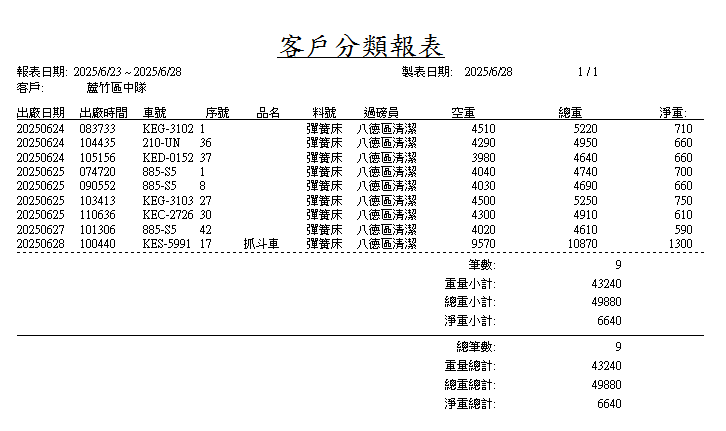 客戶分類報表
報表日期: 2025/6/23 ~ 2025/6/28 製表日期: 2025/6/28 1 / 1
客戶: 蘆竹區中隊
出廠日期 出廠時間 車號 序號 品名 料號 過磅員 空重 總重 淨重:
20250624 083733 KEG-3102 1 彈簧床 八德區清潔 4510 5220 710
20250624 104435 210-UN 36 彈簧床 八德區清潔 4290 4950 660
20250624 105156 KED-0152 37 彈簧床 八德區清潔 3980 4640 660
20250625 074720 885-S5 1 彈簧床 八德區清潔 4040 4740 700
20250625 090552 885-S5 8 彈簧床 八德區清潔 4030 4690 660
20250625 103413 KEG-3103 27 彈簧床 八德區清潔 4500 5250 750
20250625 110636 KEC-2726 30 彈簧床 八德區清潔 4300 4910 610
20250627 101306 885-S5 42 彈簧床 八德區清潔 4020 4610 590
20250628 100440 KES-5991 17 抓斗車 彈簧床 八德區清潔 9570 10870 1300
筆數: 9
重量小計: 43240
總重小計: 49880
淨重小計: 6640
總筆數: 9
重量總計: 43240
總重總計: 49880
淨重總計: 6640